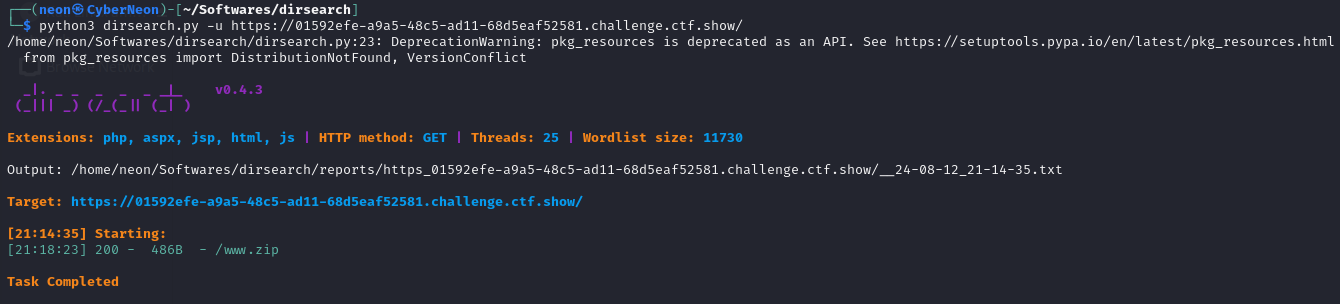 ┌──(neon㉿CyberNeon)-[~/Softwares/dirsearch]
└─$ python3 dirsearch.py -u https://01592efe-a9a5-48c5-ad11-68d5eaf52581.challenge.ctf.show/
/home/neon/Softwares/dirsearch/dirsearch.py:23: DeprecationWarning: pkg_resources is deprecated as an API. See https://setuptools.pypa.io/en/latest/pkg_resources.html
  from pkg_resources import DistributionNotFound, VersionConflict
  _|. _ _  _  _  _ _|_    v0.4.3
 (_||| _) (/_(_|| (_| )
Extensions: php, aspx, jsp, html, js | HTTP method: GET | Threads: 25 | Wordlist size: 11730
Output: /home/neon/Softwares/dirsearch/reports/https_01592efe-a9a5-48c5-ad11-68d5eaf52581.challenge.ctf.show/__24-08-12_21-14-35.txt
Target: https://01592efe-a9a5-48c5-ad11-68d5eaf52581.challenge.ctf.show/
[21:14:35] Starting:
[21:18:23] 200 -  486B  - /www.zip
Task Completed